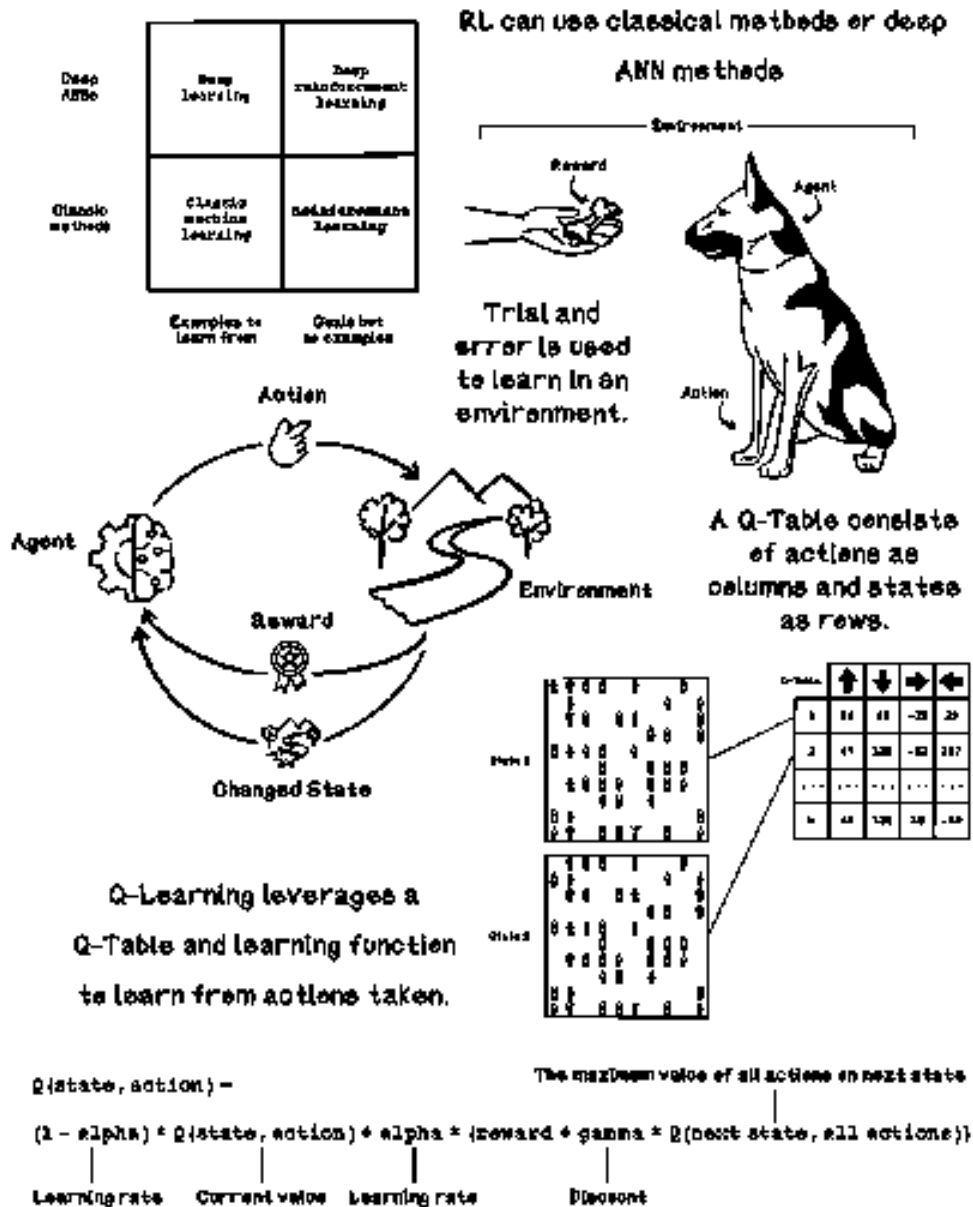 RL can use classical methods or deep
ANN methods
Deep
ANNs
Deep
learning
Deep
reinforcement
learning
Classic
methods
Classic
machine
learning
Reinforcement
learning
Examples to
learn from
Goals but
no examples
Environment
Reward
Agent
Action
Trial and
error is used
to learn in an
environment.
Action
Agent
Environment
Reward
Changed State
A Q-Table consists
of actions as
columns and states
as rows.
Q-Table
State 1
State 2
Q-Learning leverages a
Q-Table and learning function
to learn from actions taken.
Q(state, action) =
The maximum value of all actions on next state
(1 - alpha) * Q(state, action) + alpha * (reward + gamma * Q(next state, all actions))
Learning rate
Current value
Learning rate
Discount